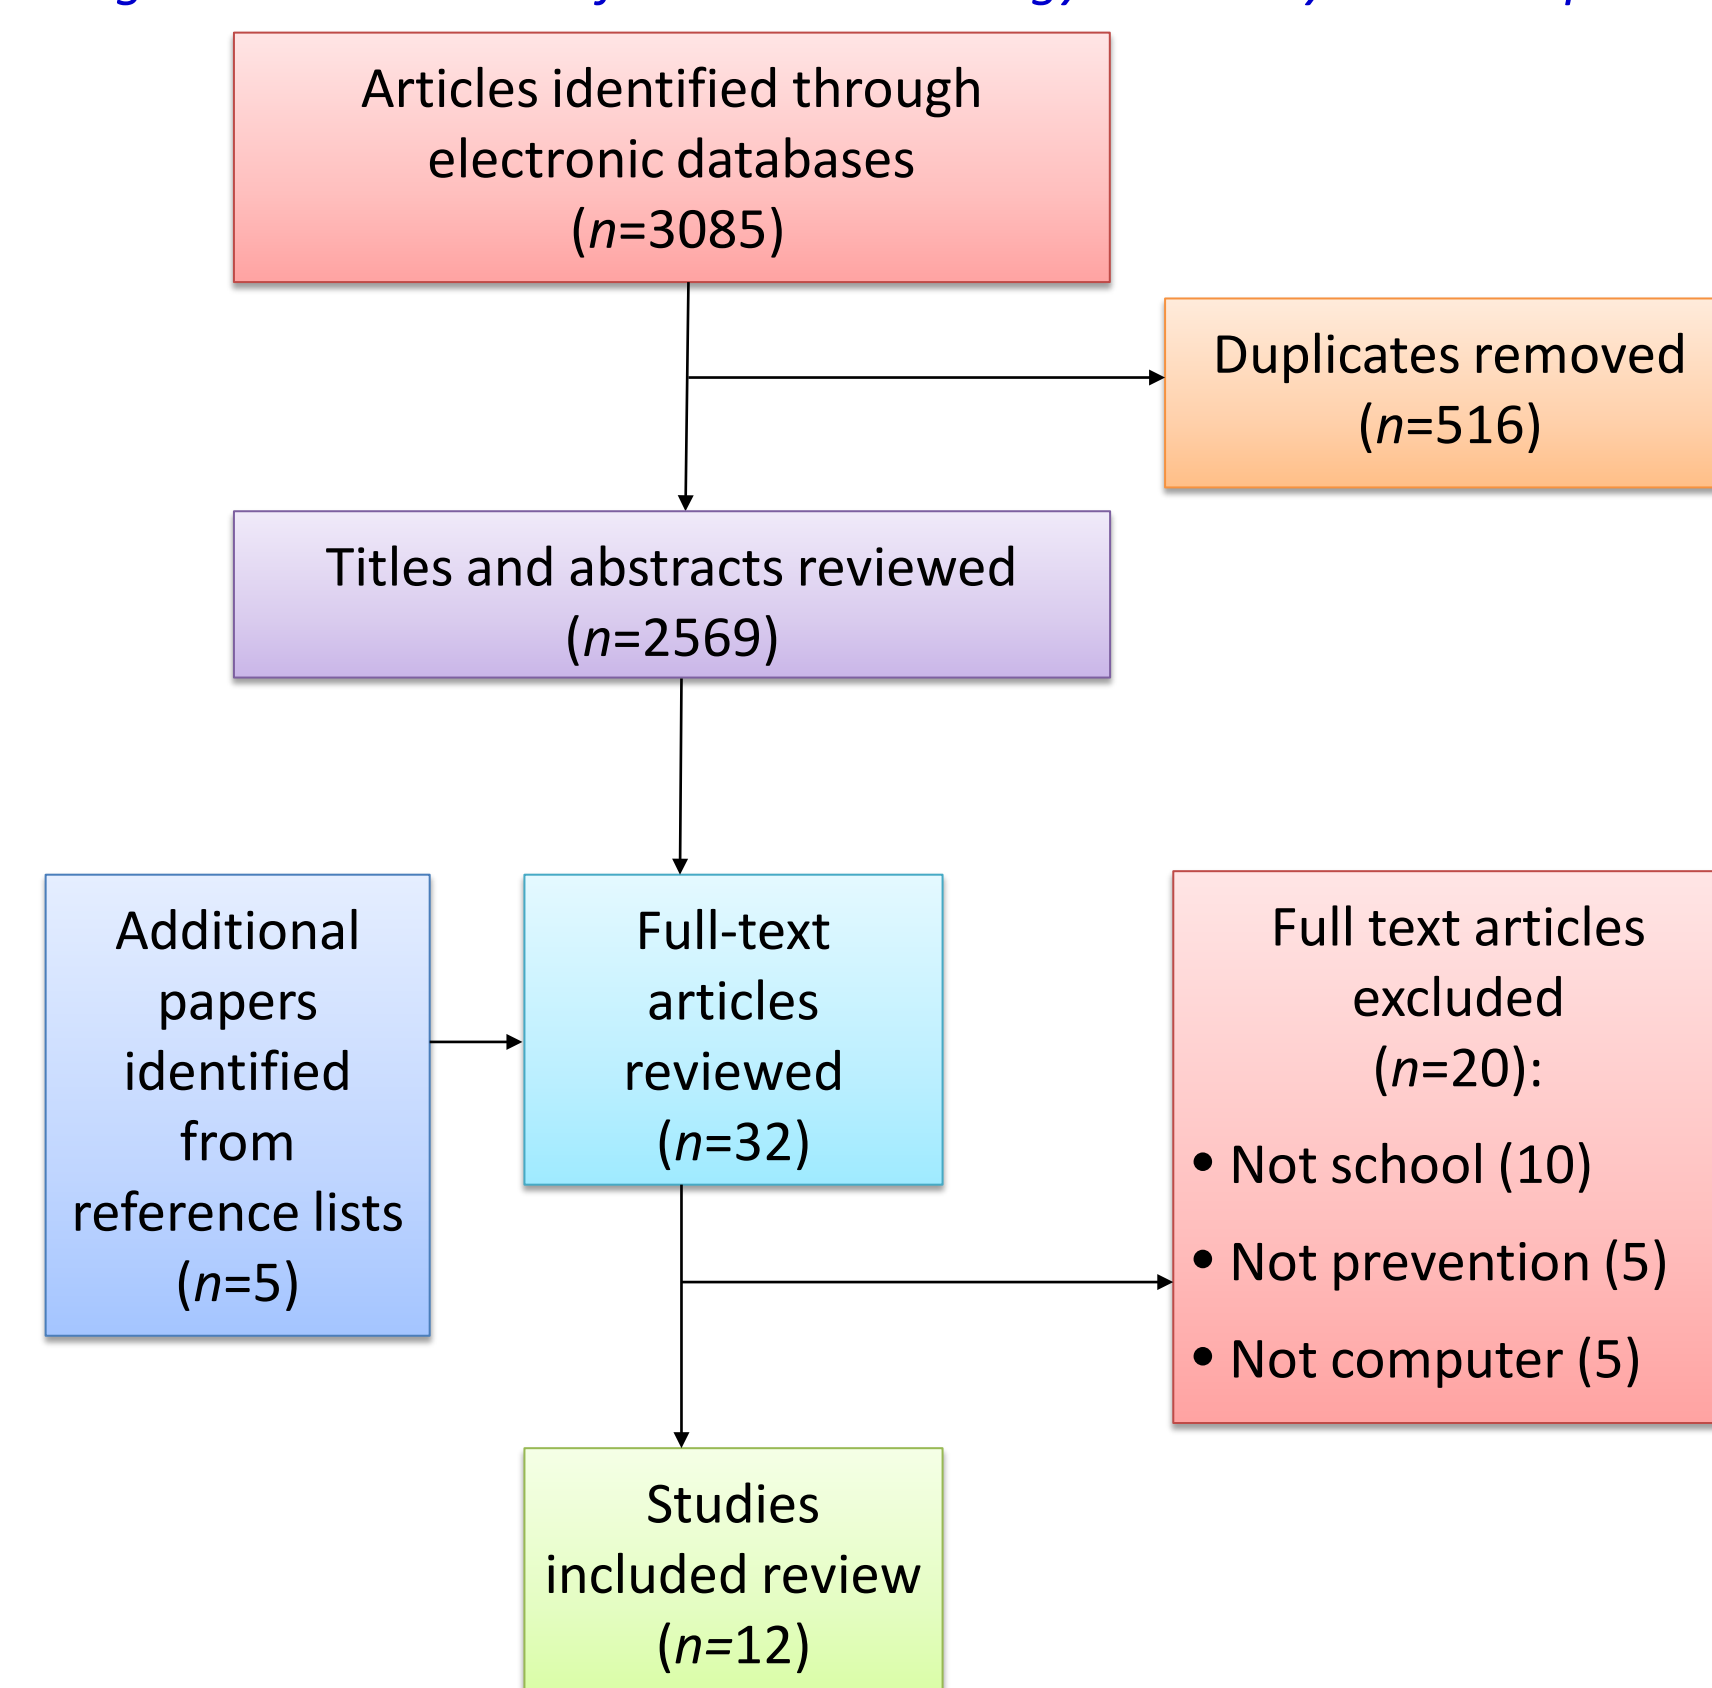 Articles identified through
electronic databases
(n=3085)
Duplicates removed
(n=516)
Titles and abstracts reviewed
(n=2569)
Additional
papers
identified
from
reference lists
(n=5)
Full-text
articles
reviewed
(n=32)
Full text articles
excluded
(n=20):
• Not school (10)
• Not prevention (5)
• Not computer (5)
Studies
included review
(n=12)